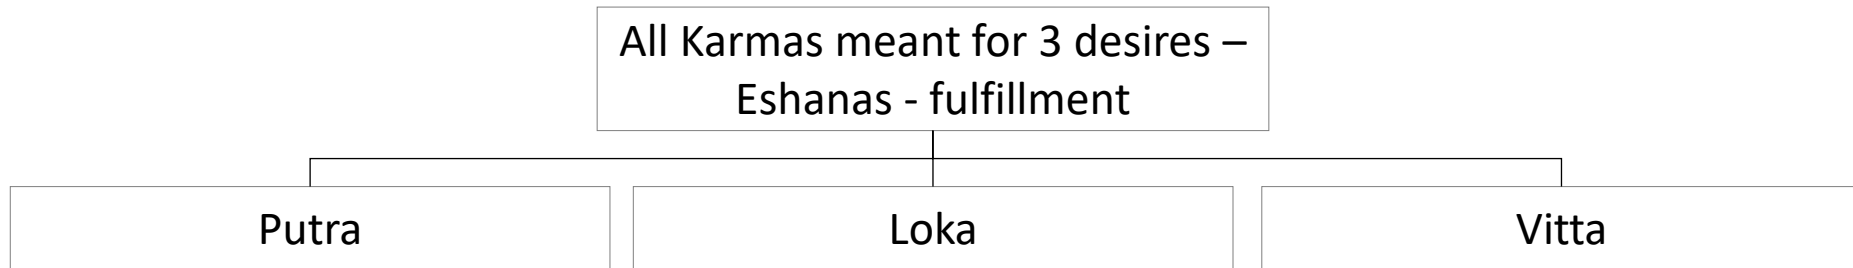 All Karmas meant for 3 desires –
Eshanas - fulfillment
Putra
Loka
Vitta